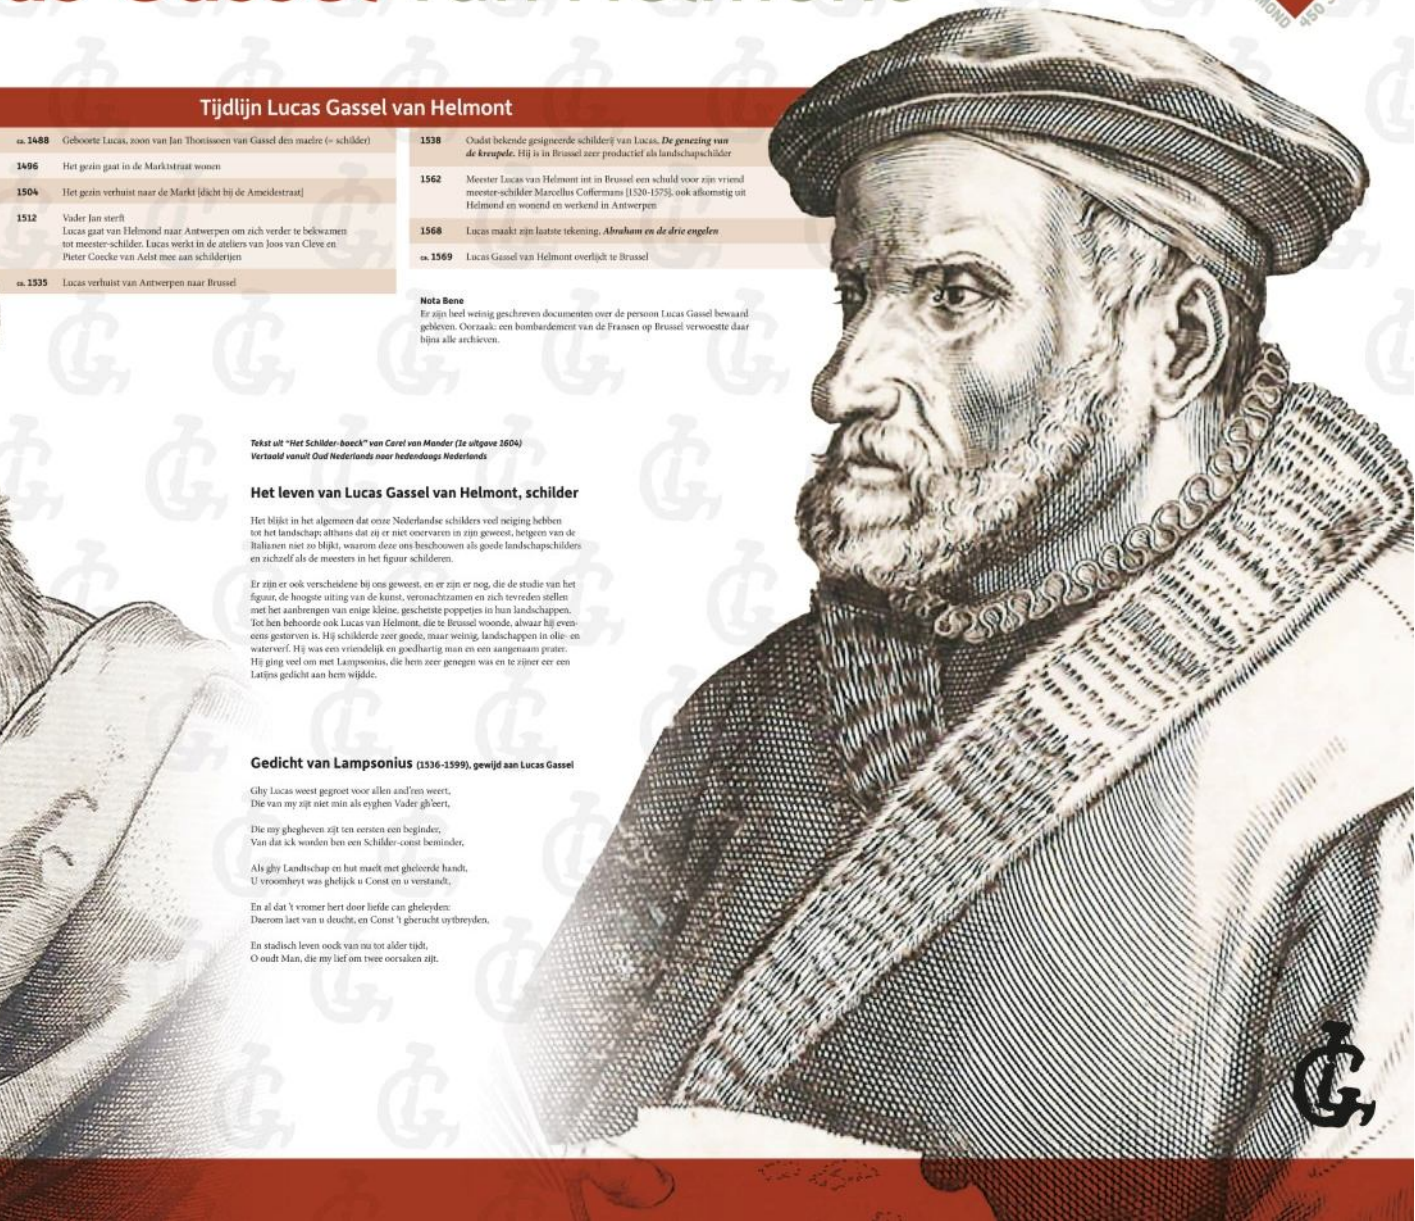 Lucas Gassel van Helmont
MOND 450
Tijdlijn Lucas Gassel van Helmont
ca. 1488 Geboorte Lucas, zoon van Jan Thonissoen van Gassel den maelre (= schilder)
1496 Het gezin gaat in de Marktstraat wonen
1504 Het gezin verhuist naar de Markt [dicht bij de Ameidestraat]
1512 Vader Jan sterft
Lucas gaat van Helmond naar Antwerpen om zich verder te bekwamen
tot meester-schilder. Lucas werkt in de ateliers van Joos van Cleve en
Pieter Coecke van Aelst mee aan schilderijen
ca. 1535 Lucas verhuist van Antwerpen naar Brussel
1538 Oudst bekende gesigneerde schilderij van Lucas, De genezing van
de kreupele. Hij is in Brussel zeer productief als landschapschilder
1562 Meester Lucas van Helmont int in Brussel een schuld voor zijn vriend
meester-schilder Marcellus Coffermans [1520-1575], ook afkomstig uit
Helmond en wonend en werkend in Antwerpen
1568 Lucas maakt zijn laatste tekening, Abraham en de drie engelen
ca. 1569 Lucas Gassel van Helmont overlijdt te Brussel
Nota Bene
Er zijn heel weinig geschreven documenten over de persoon Lucas Gassel bewaard
gebleven. Oorzaak: een bombardement van de Fransen op Brussel verwoestte daar
bijna alle archieven.
Tekst uit "Het Schilder-boeck" van Carel van Mander (1e uitgave 1604)
Vertaald vanuit Oud Nederlands naar hedendaags Nederlands
Het leven van Lucas Gassel van Helmont, schilder
Het blijkt in het algemeen dat onze Nederlandse schilders veel neiging hebben
tot het landschap; althans dat zij er niet onervaren in zijn geweest, hetgeen van de
Italianen niet zo blijkt, waarom deze ons beschouwen als goede landschapschilders
en zichzelf als de meesters in het figuur schilderen.
Er zijn er ook verscheidene bij ons geweest, en er zijn er nog, die de studie van het
figuur, de hoogste uiting van de kunst, veronachtzamen en zich tevreden stellen
met het aanbrengen van enige kleine, geschetste poppetjes in hun landschappen.
Tot hen behoorde ook Lucas van Helmont, die te Brussel woonde, alwaar hij even-
eens gestorven is. Hij schilderde zeer goede, maar weinig, landschappen in olie- en
waterverf. Hij was een vriendelijk en goedhartig man en een aangenaam prater.
Hij ging veel om met Lampsonius, die hem zeer genegen was en te zijner eer een
Latijns gedicht aan hem wijdde.
Gedicht van Lampsonius (1536-1599), gewijd aan Lucas Gassel
Ghy Lucas weest gegroet voor allen and'ren weert,
Die van my zijt niet min als eyghen Vader gh'eert,
Die my ghegheven zijt ten eersten een beginder,
Van dat ick worden ben een Schilder-const beminder,
Als ghy Landtschap en hut maelt met gheleerde handt,
U vroomheyt was ghelijck u Const en u verstandt,
En al dat 't vromer hert door liefde can gheleyden:
Daerom laet van u deucht, en Const 't gherucht uytbreyden,
En stadisch leven oock van nu tot alder tijdt,
O oudt Man, die my lief om twee oorsaken zijt.